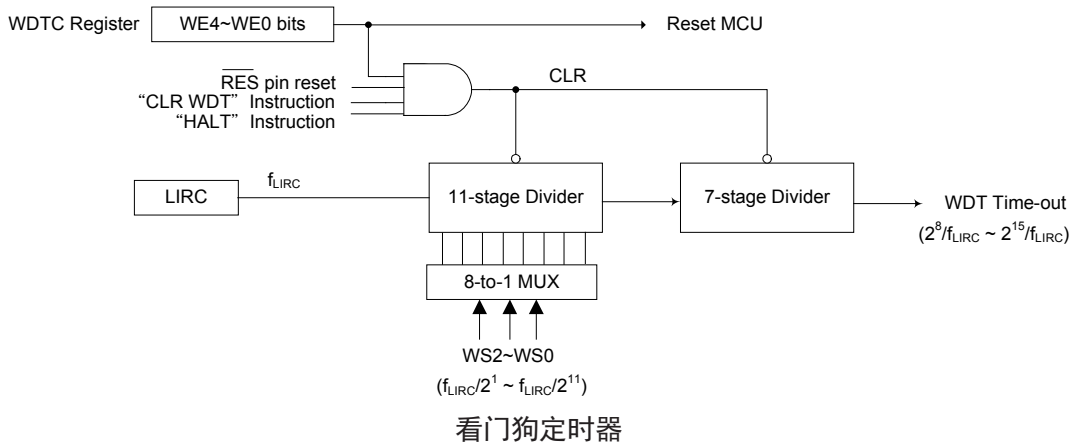 WDTC Register
WE4~WE0 bits
Reset MCU
RES pin reset
“CLR WDT” Instruction
“HALT” Instruction
CLR
LIRC
fLIRC
11-stage Divider
7-stage Divider
WDT Time-out
(2^8/fLIRC ~ 2^15/fLIRC)
8-to-1 MUX
WS2~WS0
(fLIRC/2^1 ~ fLIRC/2^11)
看门狗定时器